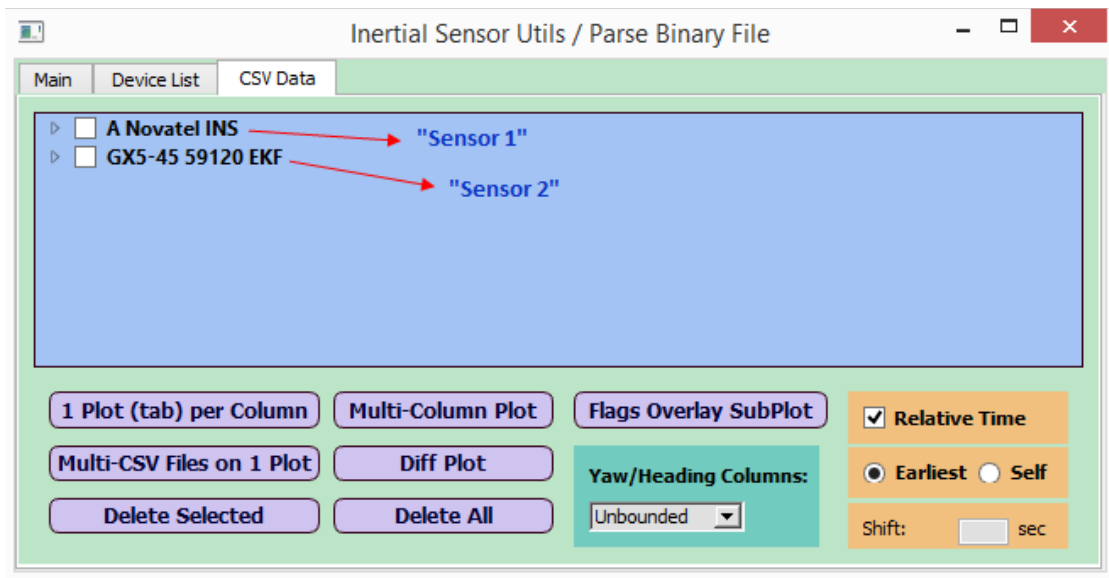 Inertial Sensor Utils / Parse Binary File
Main Device List CSV Data
A Novatel INS "Sensor 1"
GX5-45 59120 EKF "Sensor 2"
1 Plot (tab) per Column Multi-Column Plot Flags Overlay SubPlot Relative Time
Multi-CSV Files on 1 Plot Diff Plot Yaw/Heading Columns: Earliest Self
Delete Selected Delete All Unbounded Shift: sec